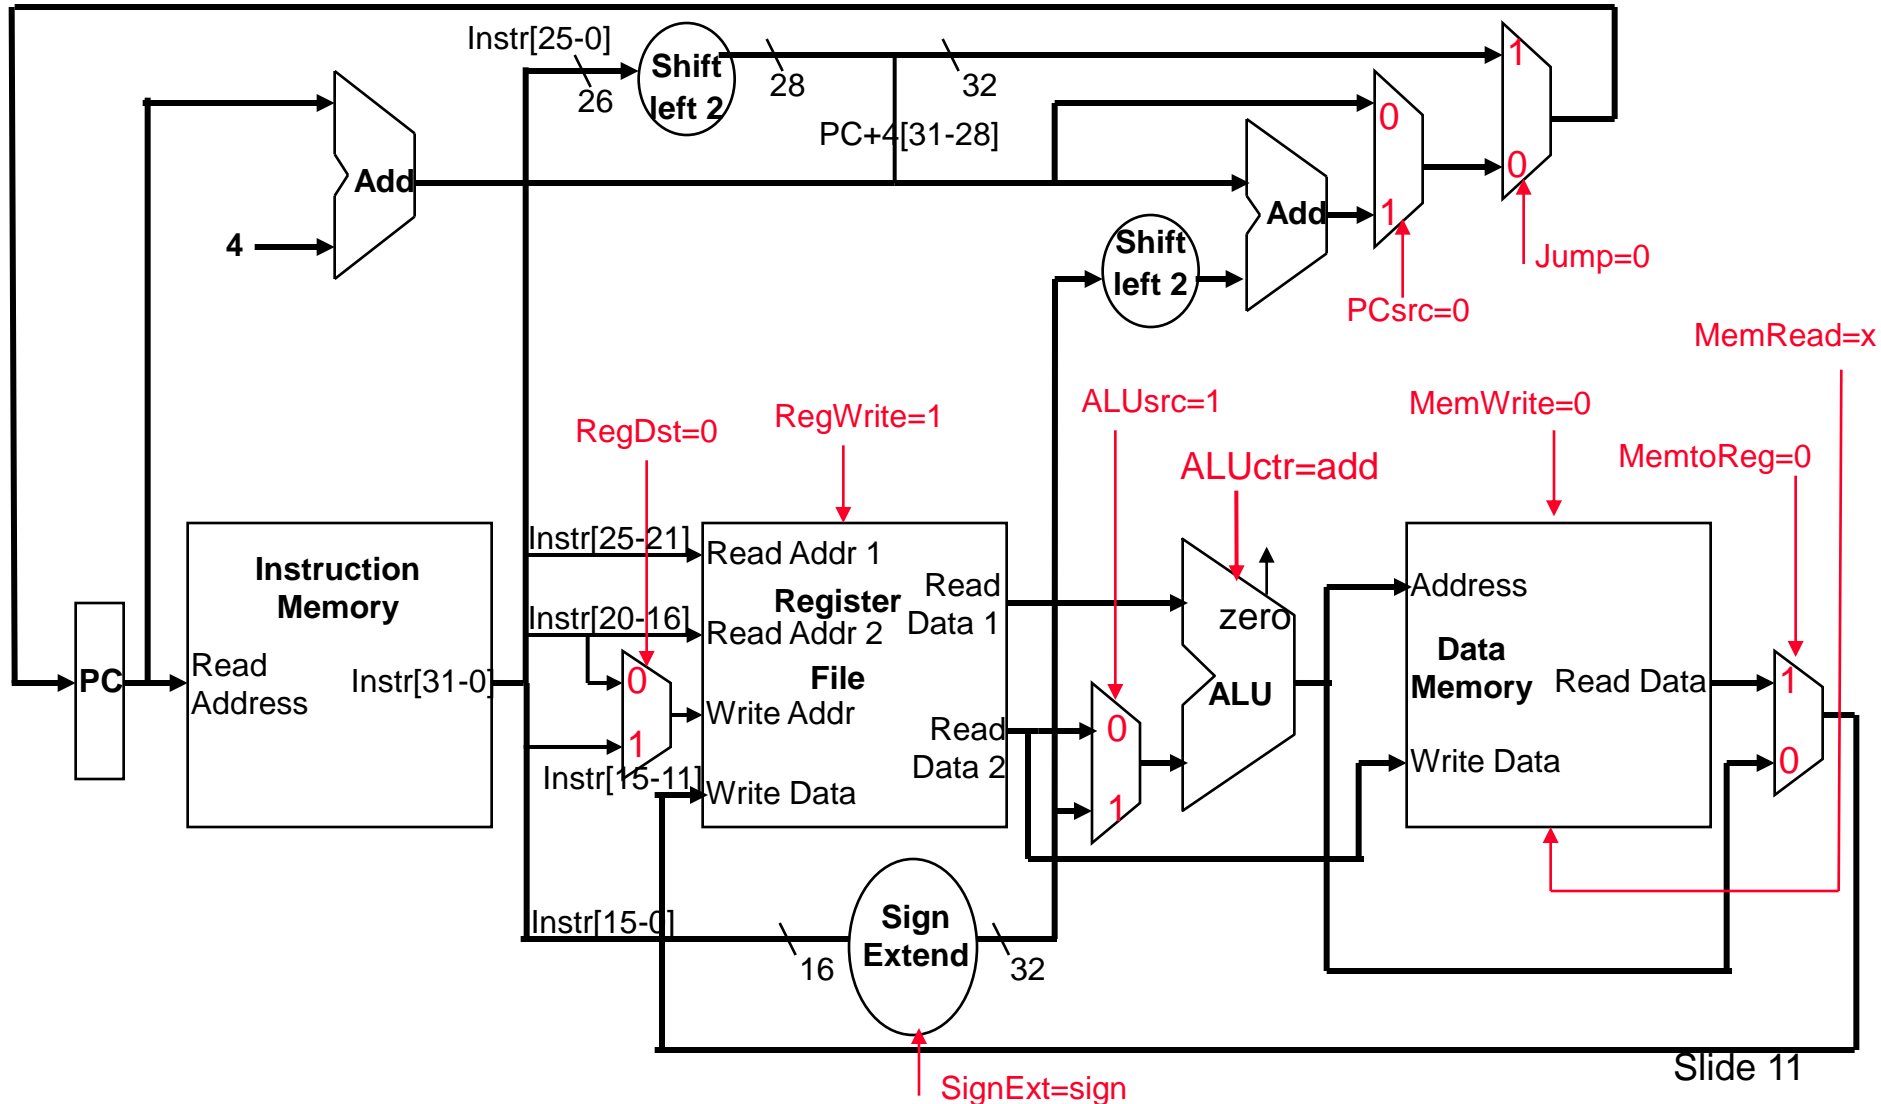 Instr[25-0]
26
Shift
left 2
28
32
1
0
PC+4[31-28]
Add
4
0
1
Add
Shift
left 2
Jump=0
PCsrc=0
MemRead=x
RegDst=0
RegWrite=1
ALUsrc=1
MemWrite=0
ALUctr=add
MemtoReg=0
Instruction
Memory
Read
Address
Instr[31-0]
PC
Instr[25-21]
Instr[20-16]
0
1
Instr[15-11]
Read Addr 1
Register
Read Addr 2
File
Write Addr
Write Data
Read
Data 1
Read
Data 2
0
1
zero
ALU
Address
Data
Memory
Read Data
Write Data
1
0
Instr[15-0]
16
Sign
Extend
32
SignExt=sign
Slide 11